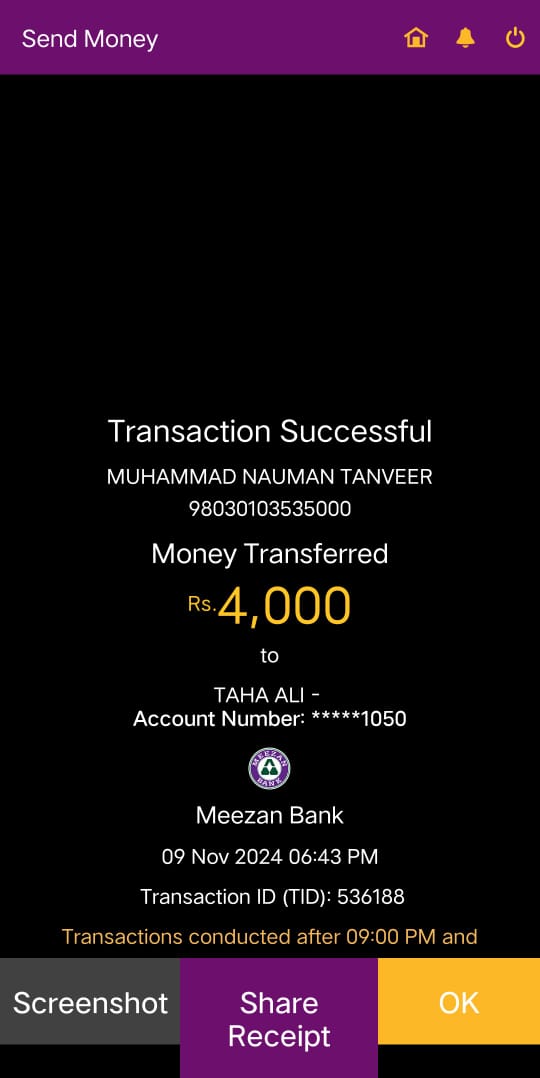 Send Money
Transaction Successful
MUHAMMAD NAUMAN TANVEER
98030103535000
Money Transferred
Rs.4,000
to
TAHA ALI -
Account Number: *****1050
MEEZAN BANK
Meezan Bank
09 Nov 2024 06:43 PM
Transaction ID (TID): 536188
Transactions conducted after 09:00 PM and
Screenshot
Share
Receipt
OK